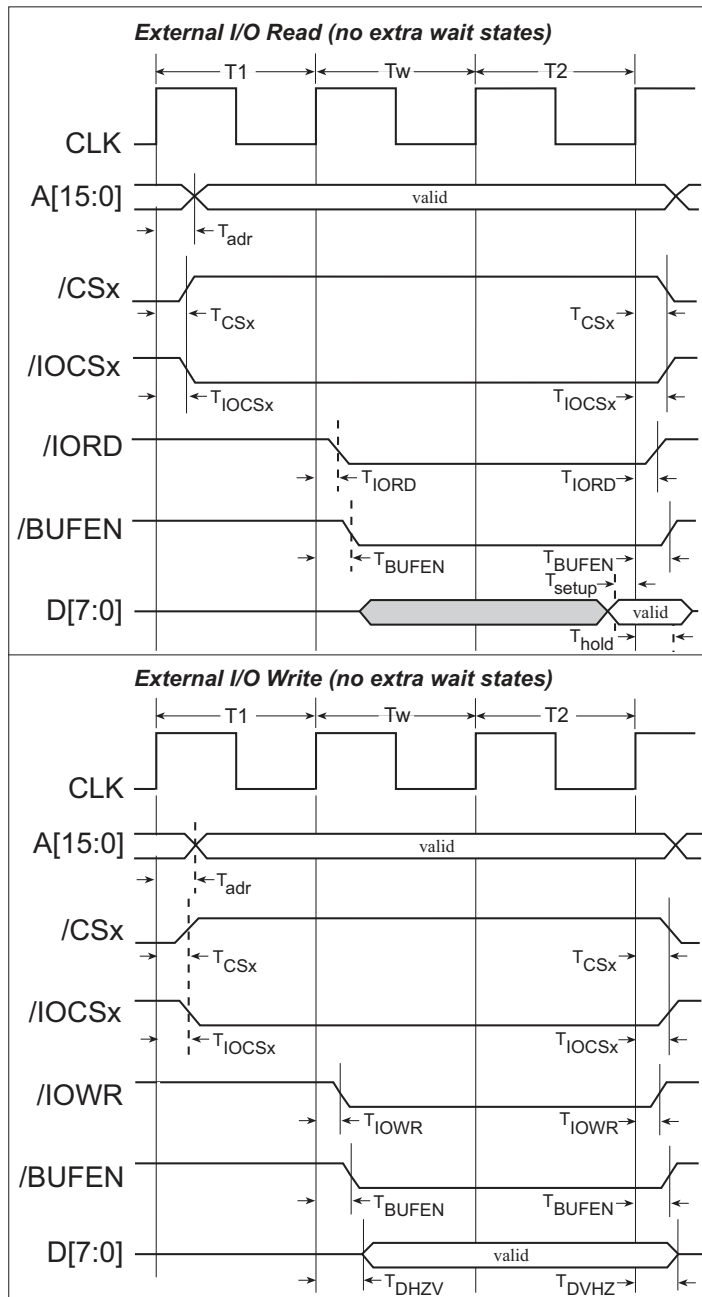 External I/O Read (no extra wait states)
T1 Tw T2
CLK
A[15:0] valid
Tadr
/CSx
TCSx TCSx
/IOCSx
TIOCSx TIOCSx
/IORD
TIORD TIORD
/BUFEN
TBUFEN TBUFEN
Tsetup
D[7:0] valid
Thold
External I/O Write (no extra wait states)
T1 Tw T2
CLK
A[15:0] valid
Tadr
/CSx
TCSx TCSx
/IOCSx
TIOCSx TIOCSx
/IOWR
TIOWR TIOWR
/BUFEN
TBUFEN TBUFEN
D[7:0] valid
TDHZV TDVHZ